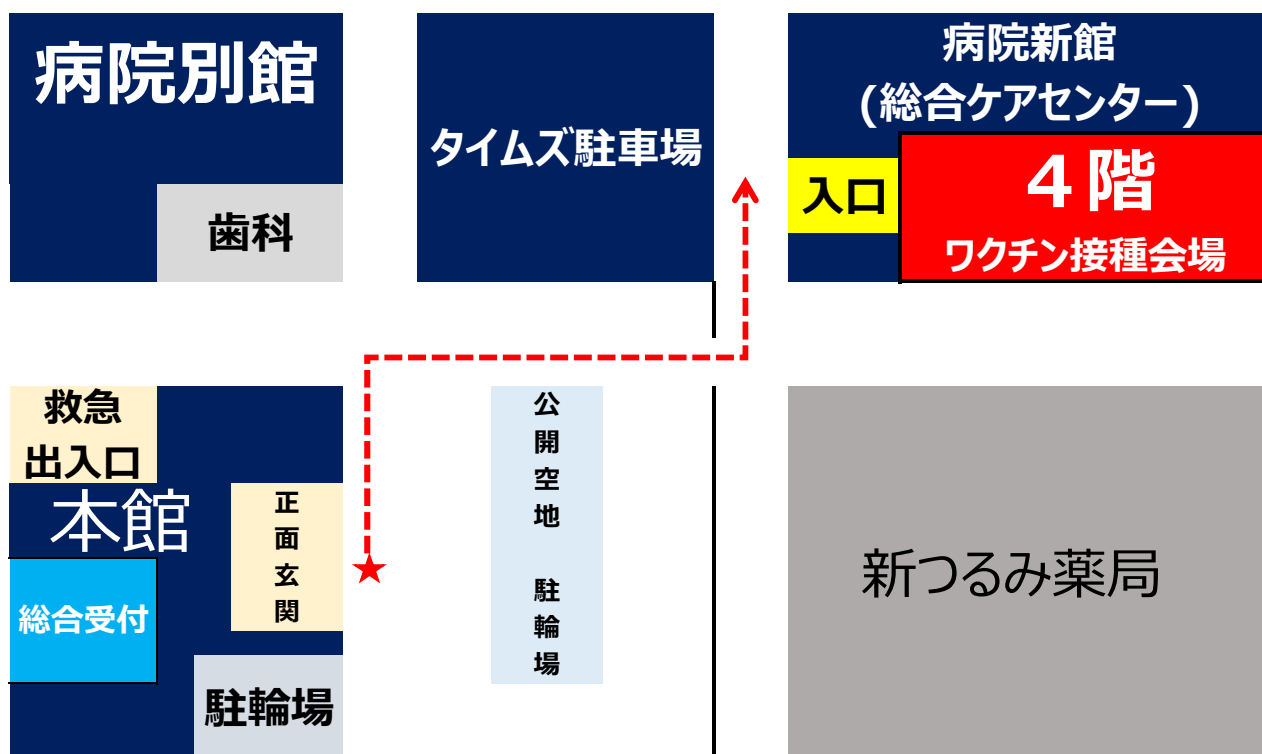 病院別館
歯科
タイムズ駐車場
病院新館
(総合ケアセンター)
入口
４階
ワクチン接種会場
救急
出入口
本館
正面玄関
総合受付
駐輪場
公開空地 駐輪場
新つるみ薬局